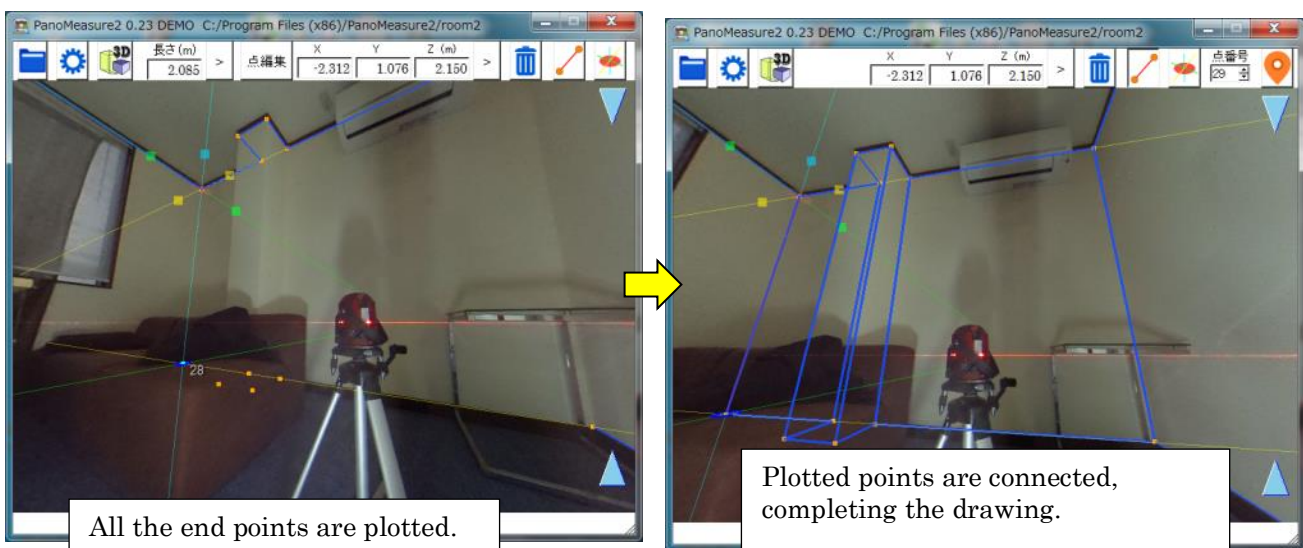 PanoMeasure2 0.23 DEMO C:/Program Files (x86)/PanoMeasure2/room2
3D
長さ(m)
2.085
>
点編集
X Y Z (m)
-2.312 1.076 2.150
>
28
All the end points are plotted.
PanoMeasure2 0.23 DEMO C:/Program Files (x86)/PanoMeasure2/room2
3D
X Y Z (m)
-2.312 1.076 2.150
>
点番号
29
Plotted points are connected,
completing the drawing.